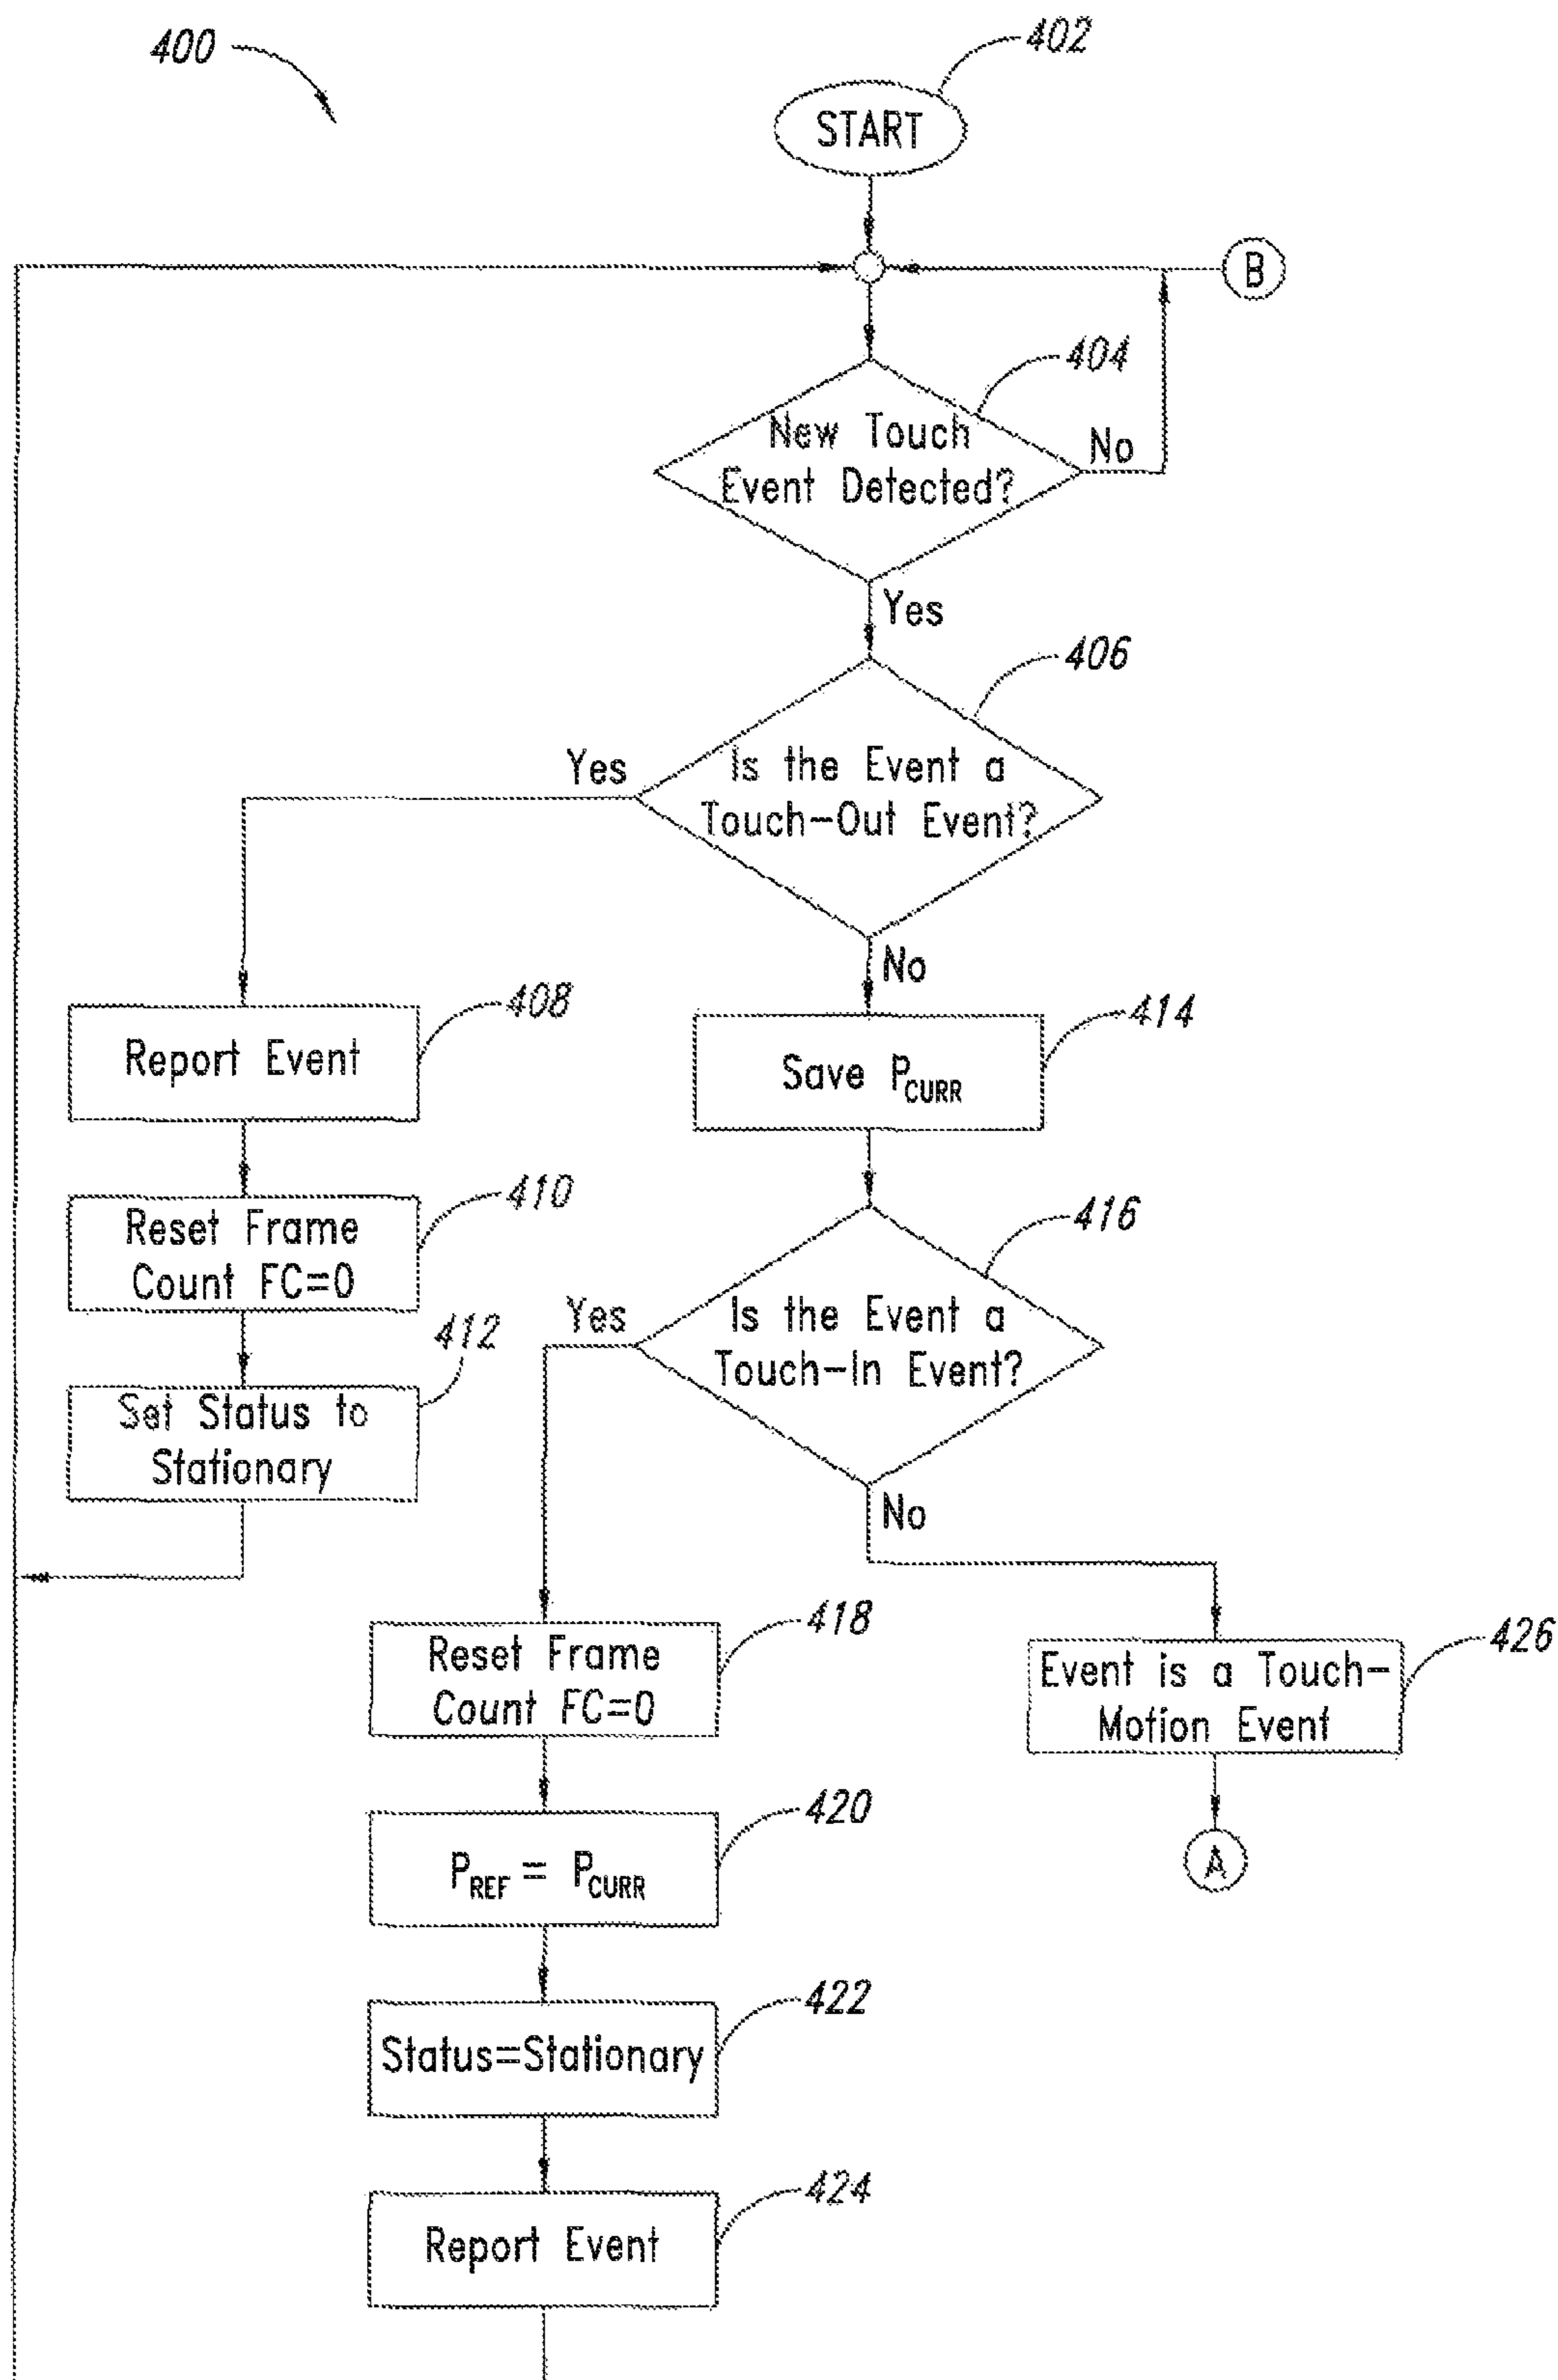 400
402
START
B
404
New Touch
Event Detected?
No
Yes
406
Is the Event a
Touch-Out Event?
Yes
No
408
Report Event
414
Save PCURR
410
Reset Frame
Count FC=0
416
Is the Event a
Touch-In Event?
Yes
412
Set Status to
Stationary
No
418
Reset Frame
Count FC=0
426
Event is a Touch-
Motion Event
420
PREF = PCURR
A
422
Status=Stationary
424
Report Event